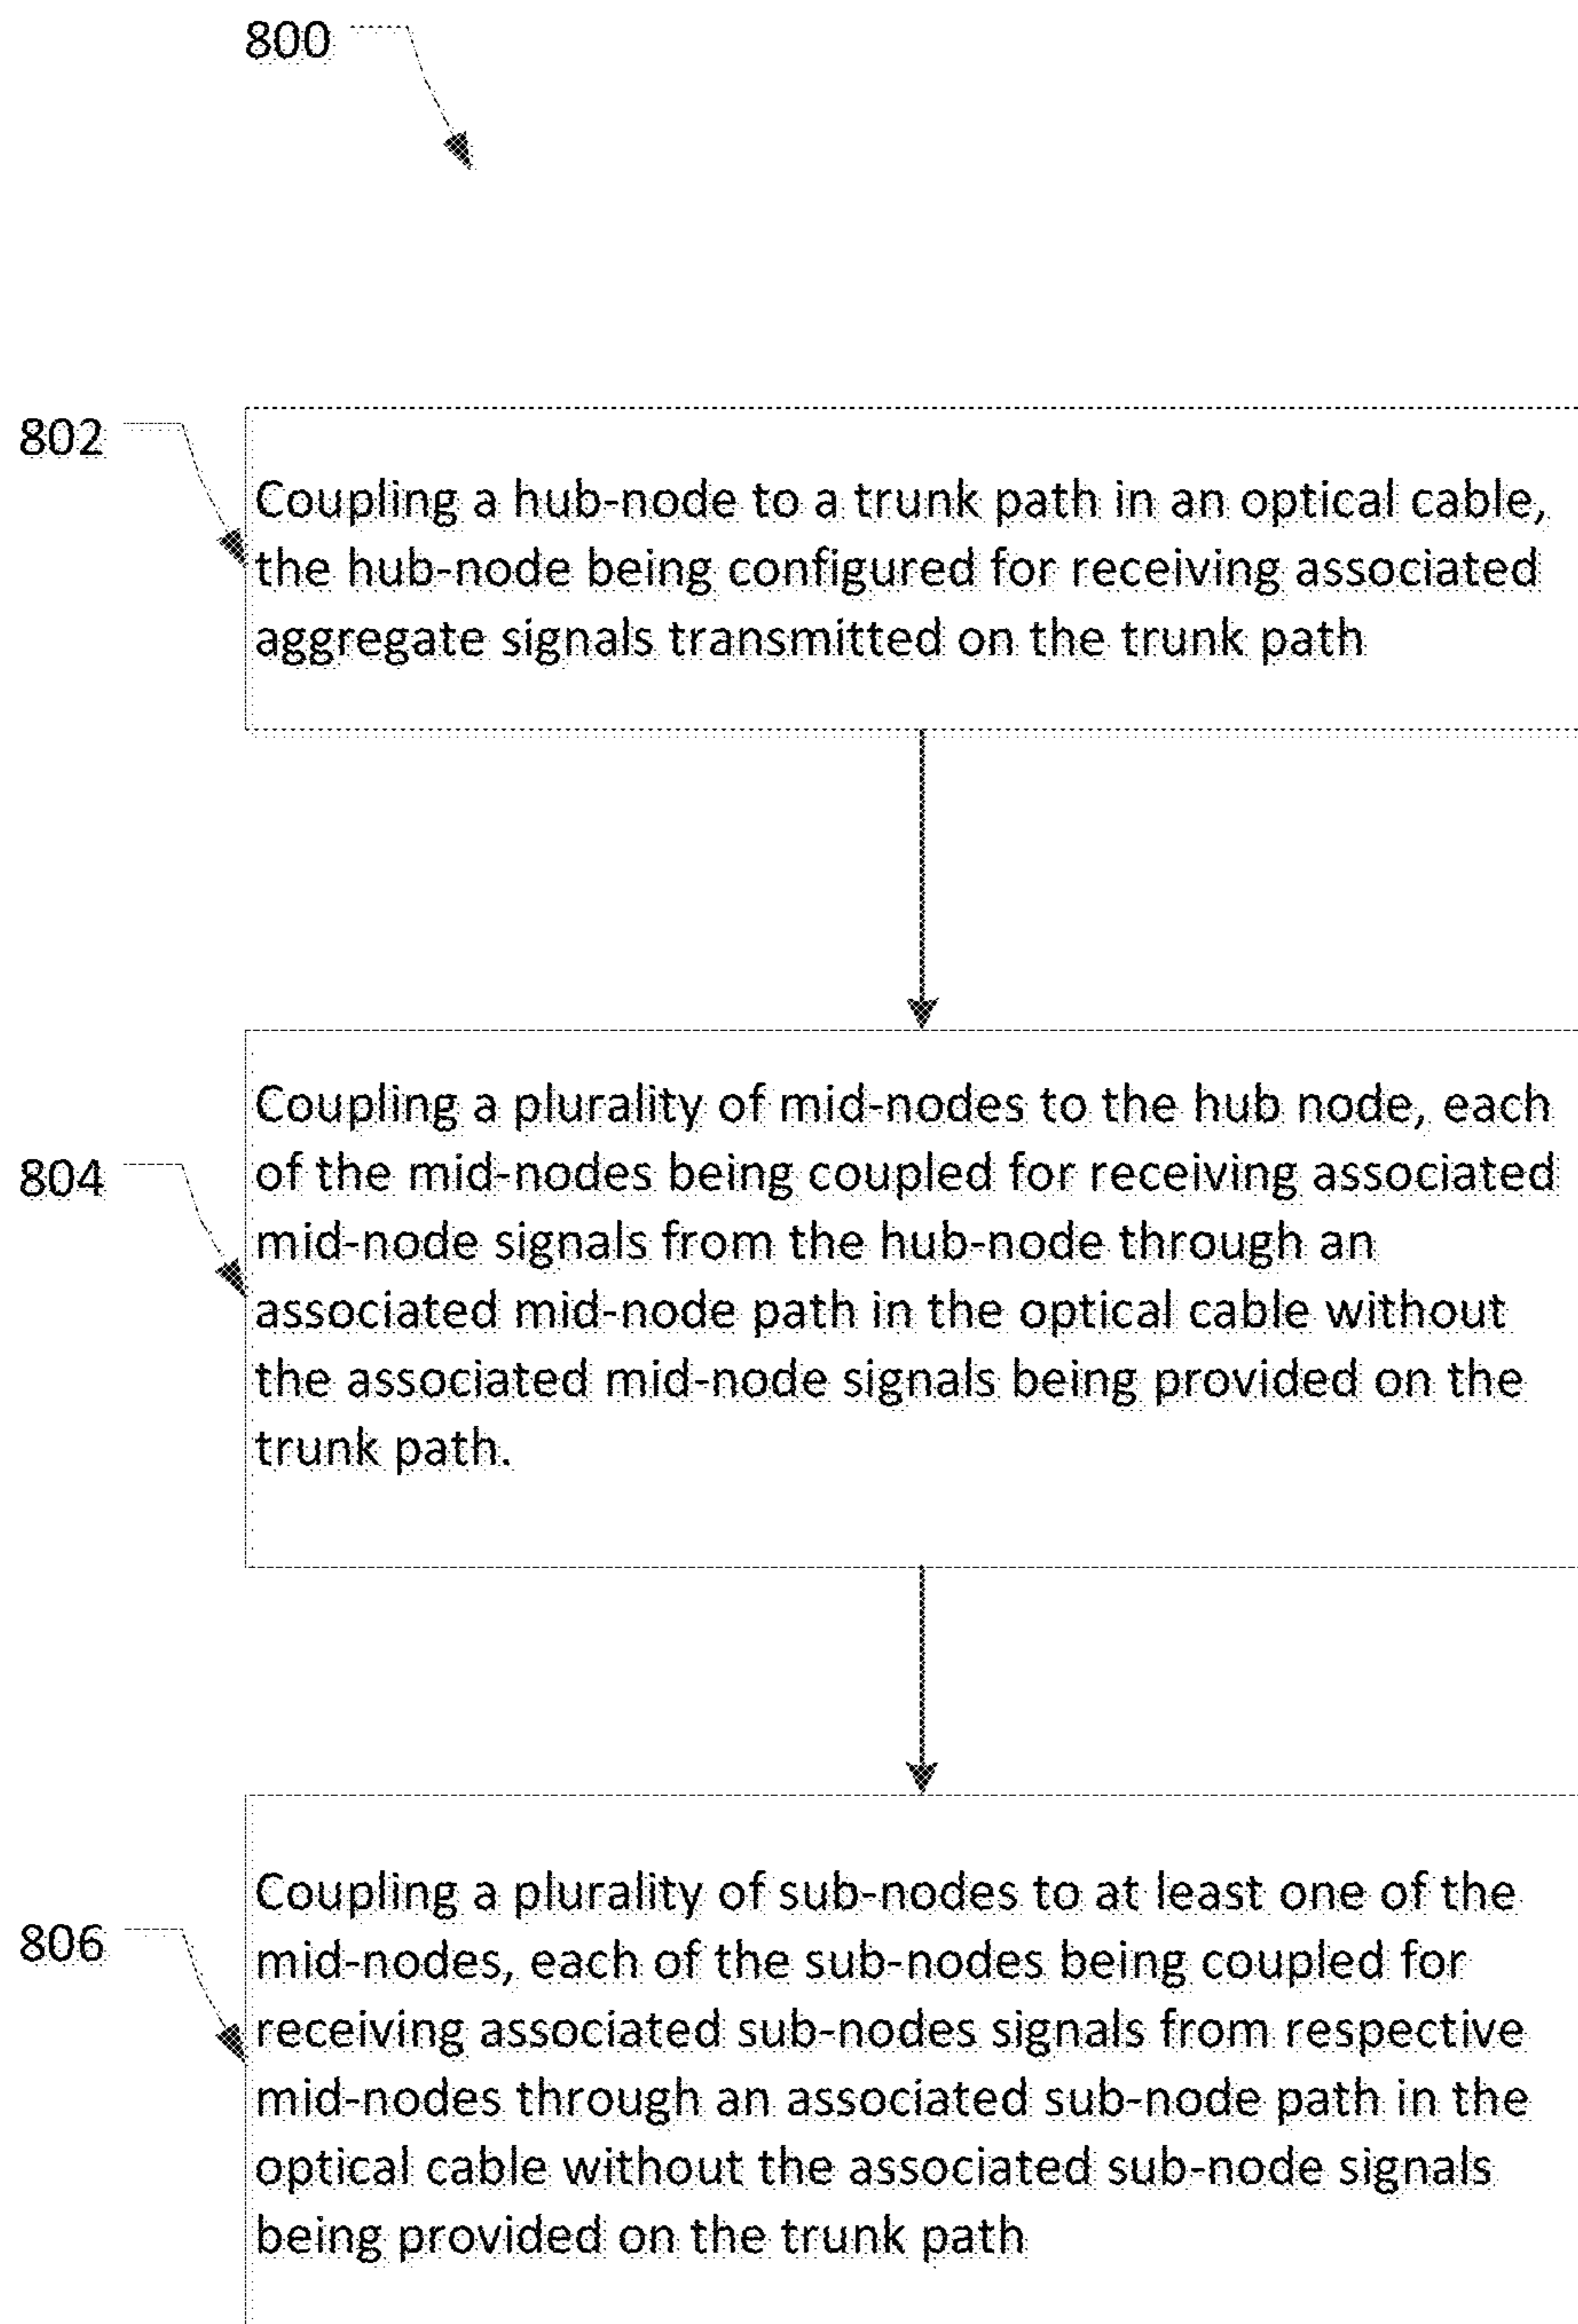 800
802
Coupling a hub-node to a trunk path in an optical cable,
the hub-node being configured for receiving associated
aggregate signals transmitted on the trunk path
804
Coupling a plurality of mid-nodes to the hub node, each
of the mid-nodes being coupled for receiving associated
mid-node signals from the hub-node through an
associated mid-node path in the optical cable without
the associated mid-node signals being provided on the
trunk path.
806
Coupling a plurality of sub-nodes to at least one of the
mid-nodes, each of the sub-nodes being coupled for
receiving associated sub-nodes signals from respective
mid-nodes through an associated sub-node path in the
optical cable without the associated sub-node signals
being provided on the trunk path